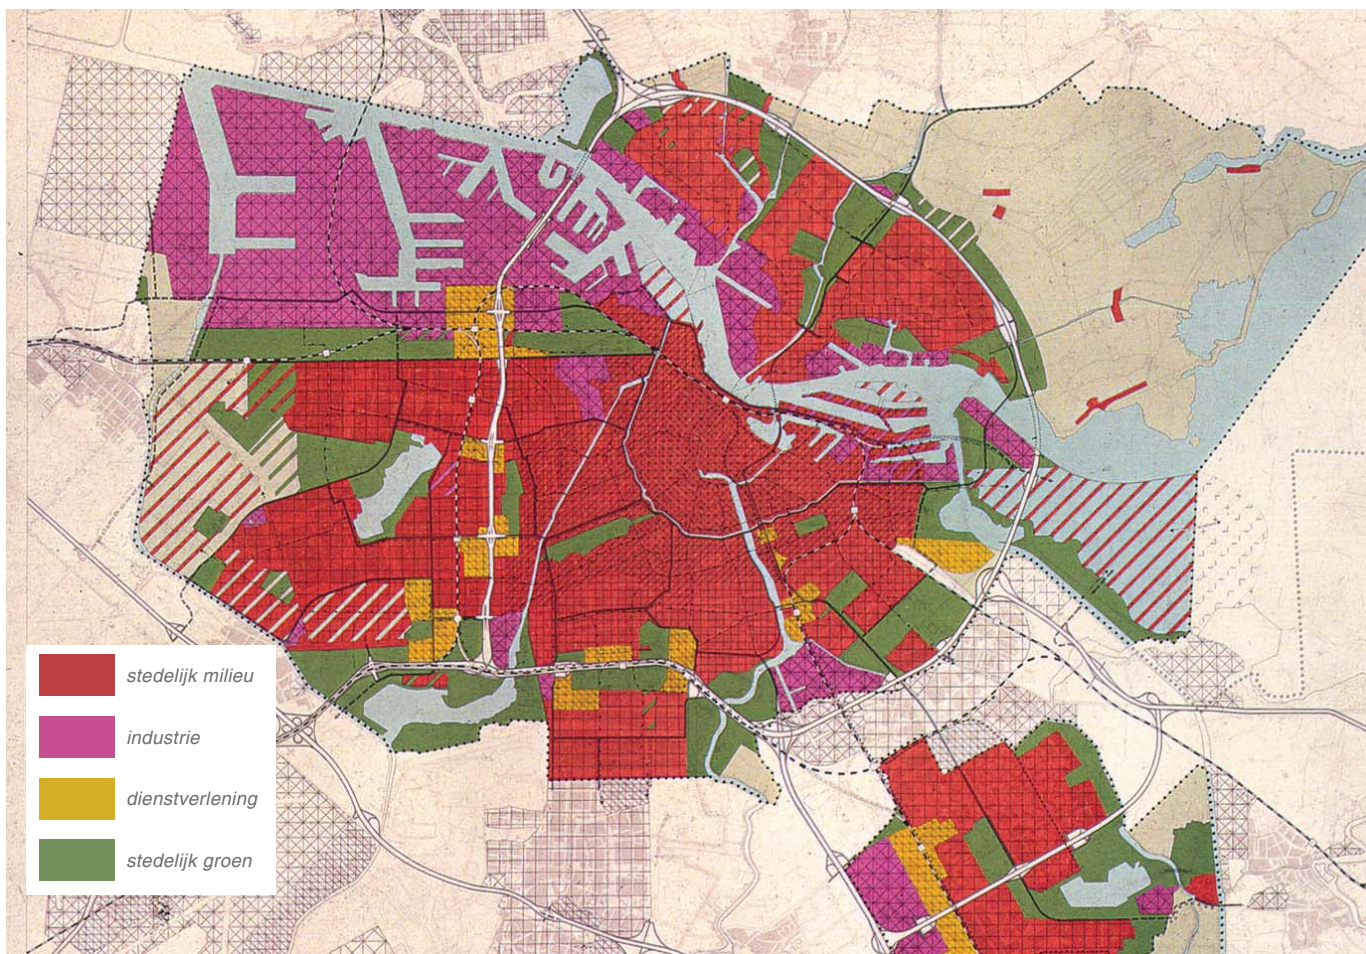 stedelijk milieu
industrie
dienstverlening
stedelijk groen